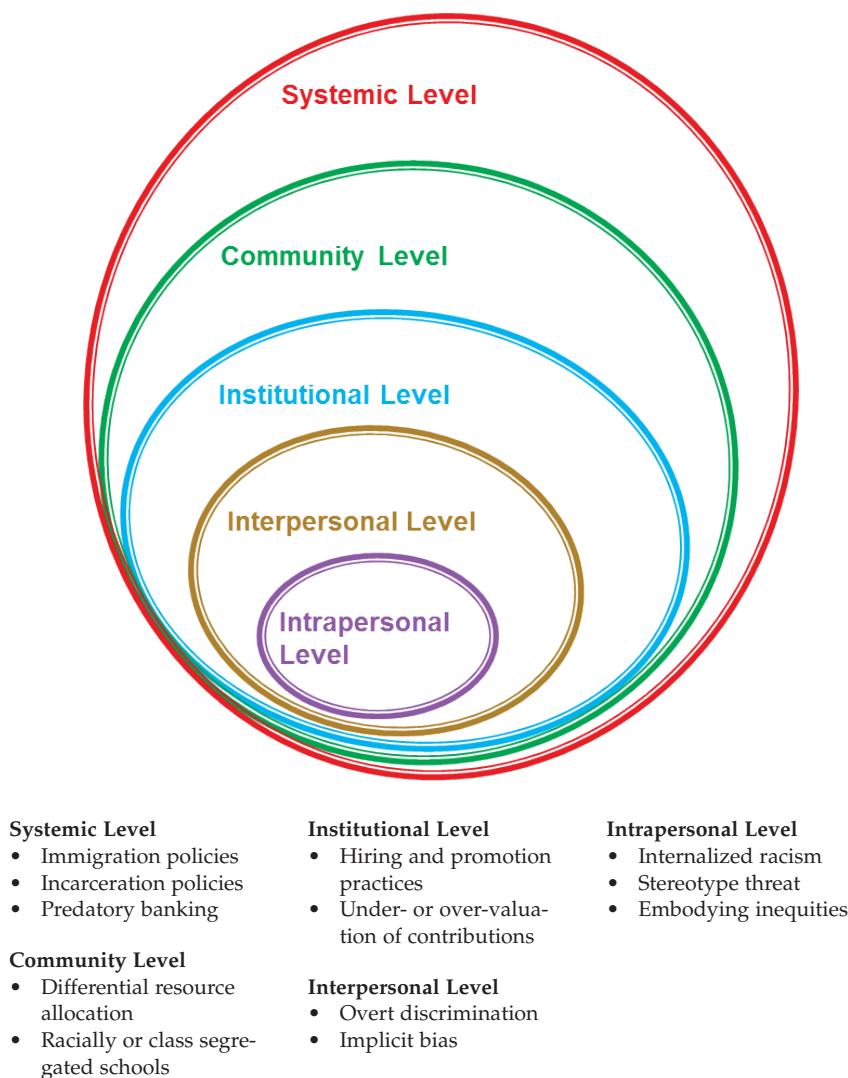 Systemic Level
Community Level
Institutional Level
Interpersonal Level
Intrapersonal
Level
Systemic Level
• Immigration policies
• Incarceration policies
• Predatory banking
Community Level
• Differential resource
allocation
• Racially or class segre-
gated schools
Institutional Level
• Hiring and promotion
practices
• Under- or over-valua-
tion of contributions
Interpersonal Level
• Overt discrimination
• Implicit bias
Intrapersonal Level
• Internalized racism
• Stereotype threat
• Embodying inequities